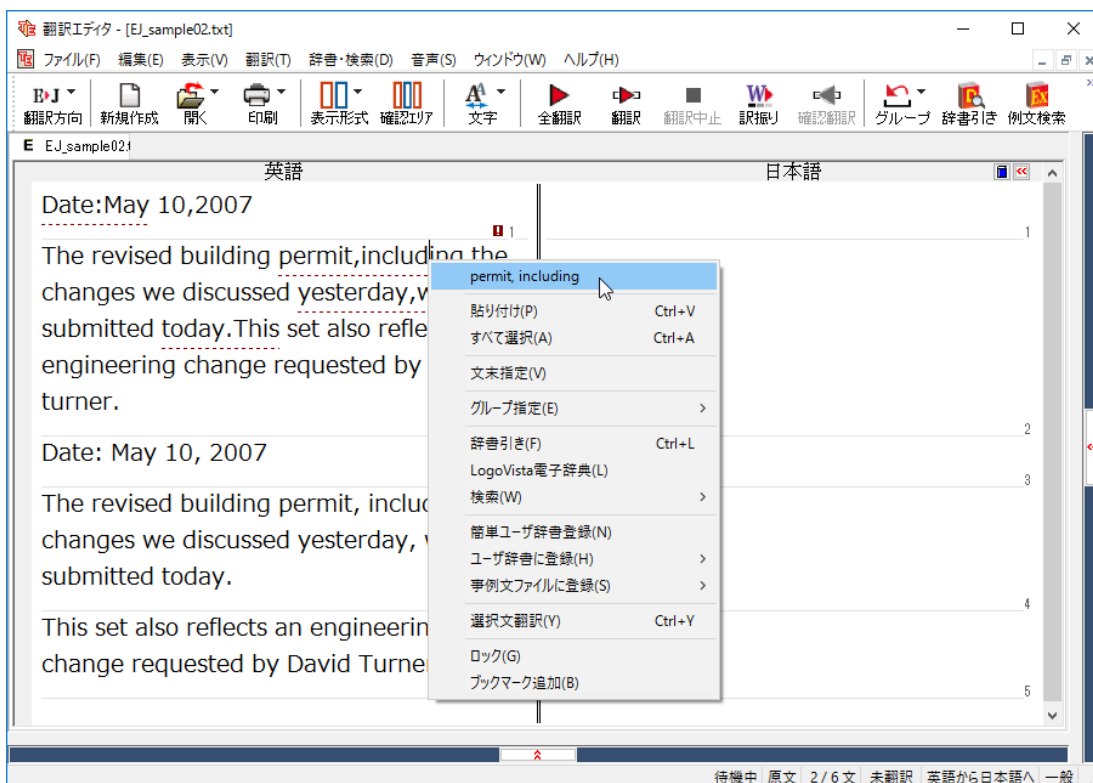 翻訳エディタ - [EJ_sample02.txt]
ファイル(F) 編集(E) 表示(V) 翻訳(T) 辞書・検索(D) 音声(S) ウィンドウ(W) ヘルプ(H)
翻訳方向 新規作成 開く 印刷 表示形式 確認エリア 文字 全翻訳 翻訳 翻訳中止 訳振り 確認翻訳 グループ 辞書引き 例文検索
E EJ_sample02.t
英語 日本語
Date:May 10,2007
1 1
The revised building permit,including the
changes we discussed yesterday,w
submitted today.This set also refle
engineering change requested by
turner.
2
Date: May 10, 2007
3
The revised building permit, includ
changes we discussed yesterday,
submitted today.
4
This set also reflects an engineerin
change requested by David Turne
5
permit, including
貼り付け(P) Ctrl+V
すべて選択(A) Ctrl+A
文末指定(V)
グループ指定(E)
辞書引き(F) Ctrl+L
LogoVista電子辞典(L)
検索(W)
簡単ユーザ辞書登録(N)
ユーザ辞書に登録(H)
事例文ファイルに登録(S)
選択文翻訳(Y) Ctrl+Y
ロック(G)
ブックマーク追加(B)
待機中 原文 2/6文 未翻訳 英語から日本語へ 一般